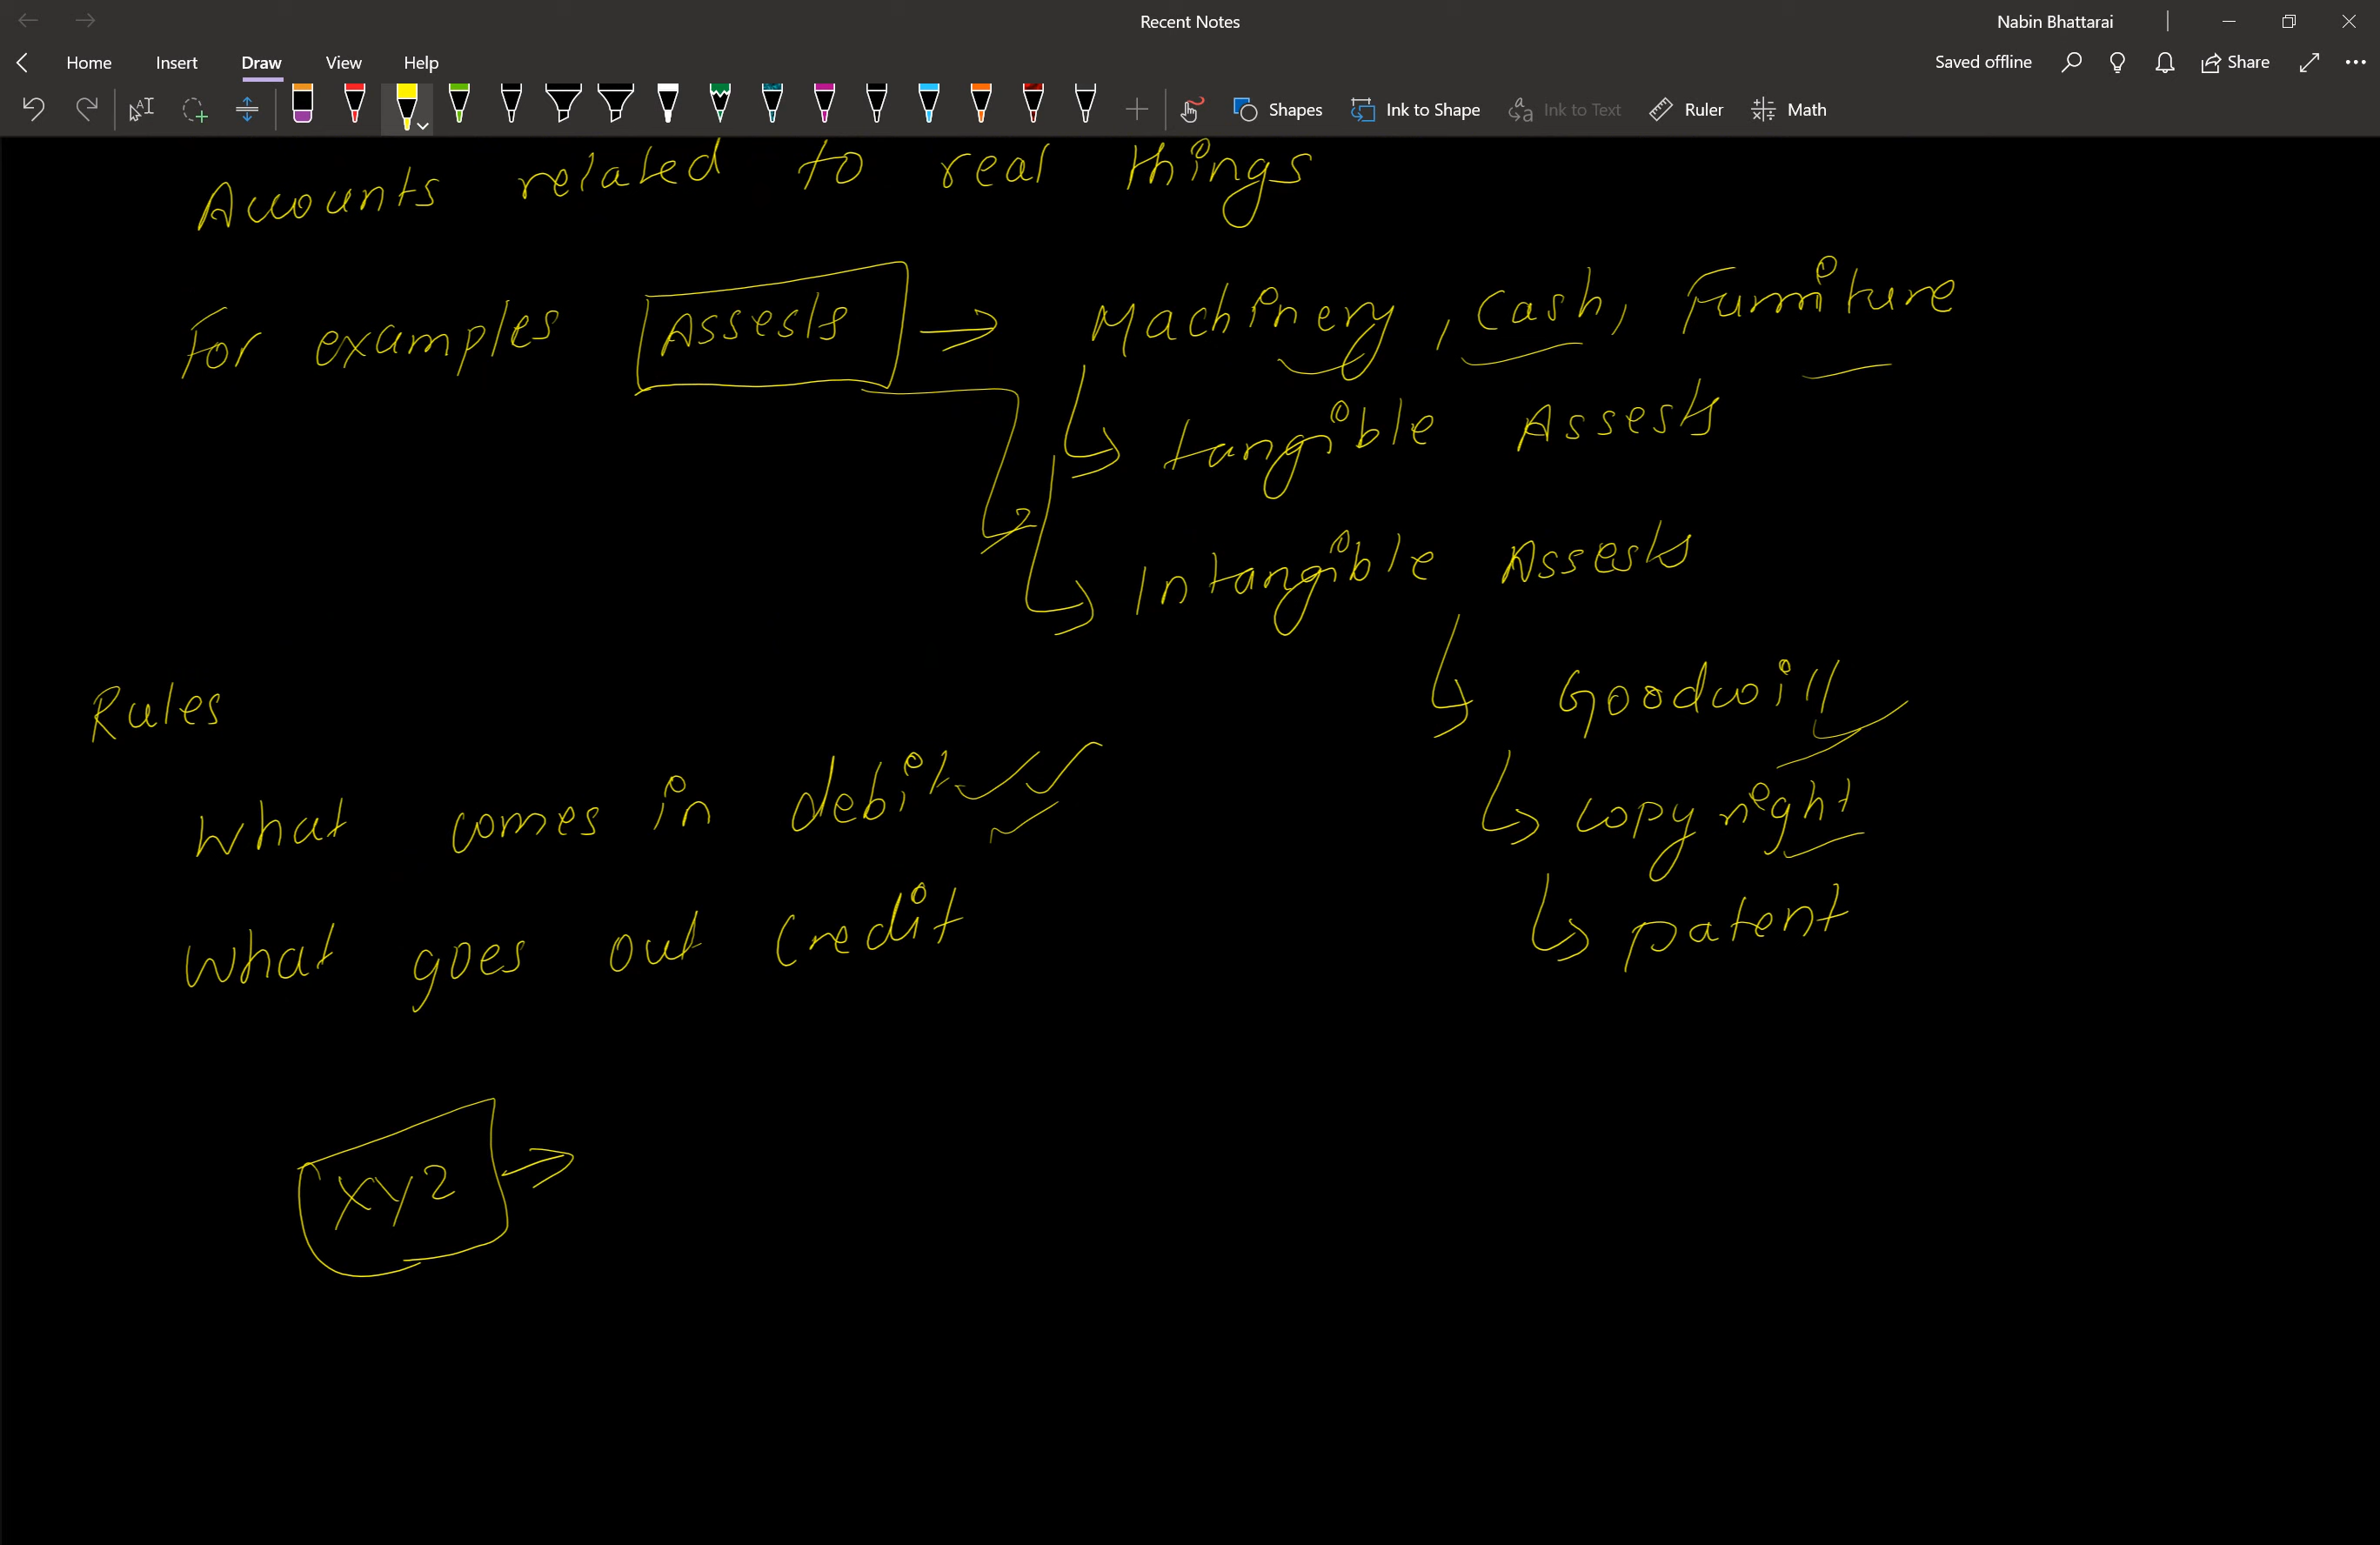 Recent Notes
Nabin Bhattarai
Home Insert Draw View Help
Saved offline
Share
Shapes
Ink to Shape
Ink to Text
Ruler
Math
Accounts related to real things
For examples Assests → Machinery, Cash, Furniture
tangible Assests
Intangible Assests
Goodwill
Rules
What comes in debit
copy right
What goes out Credit
patent
XYZ →